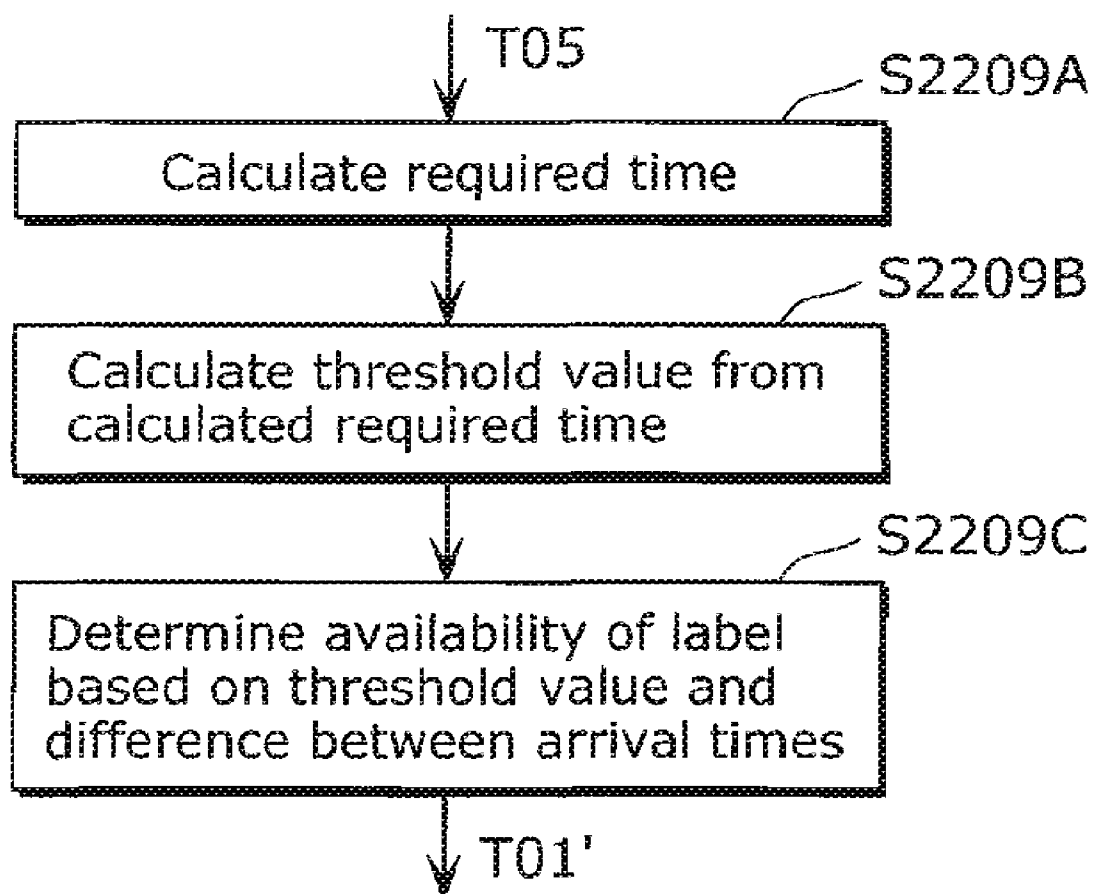 T05
S2209A
Calculate required time
S2209B
Calculate threshold value from
calculated required time
S2209C
Determine availability of label
based on threshold value and
difference between arrival times
T01'